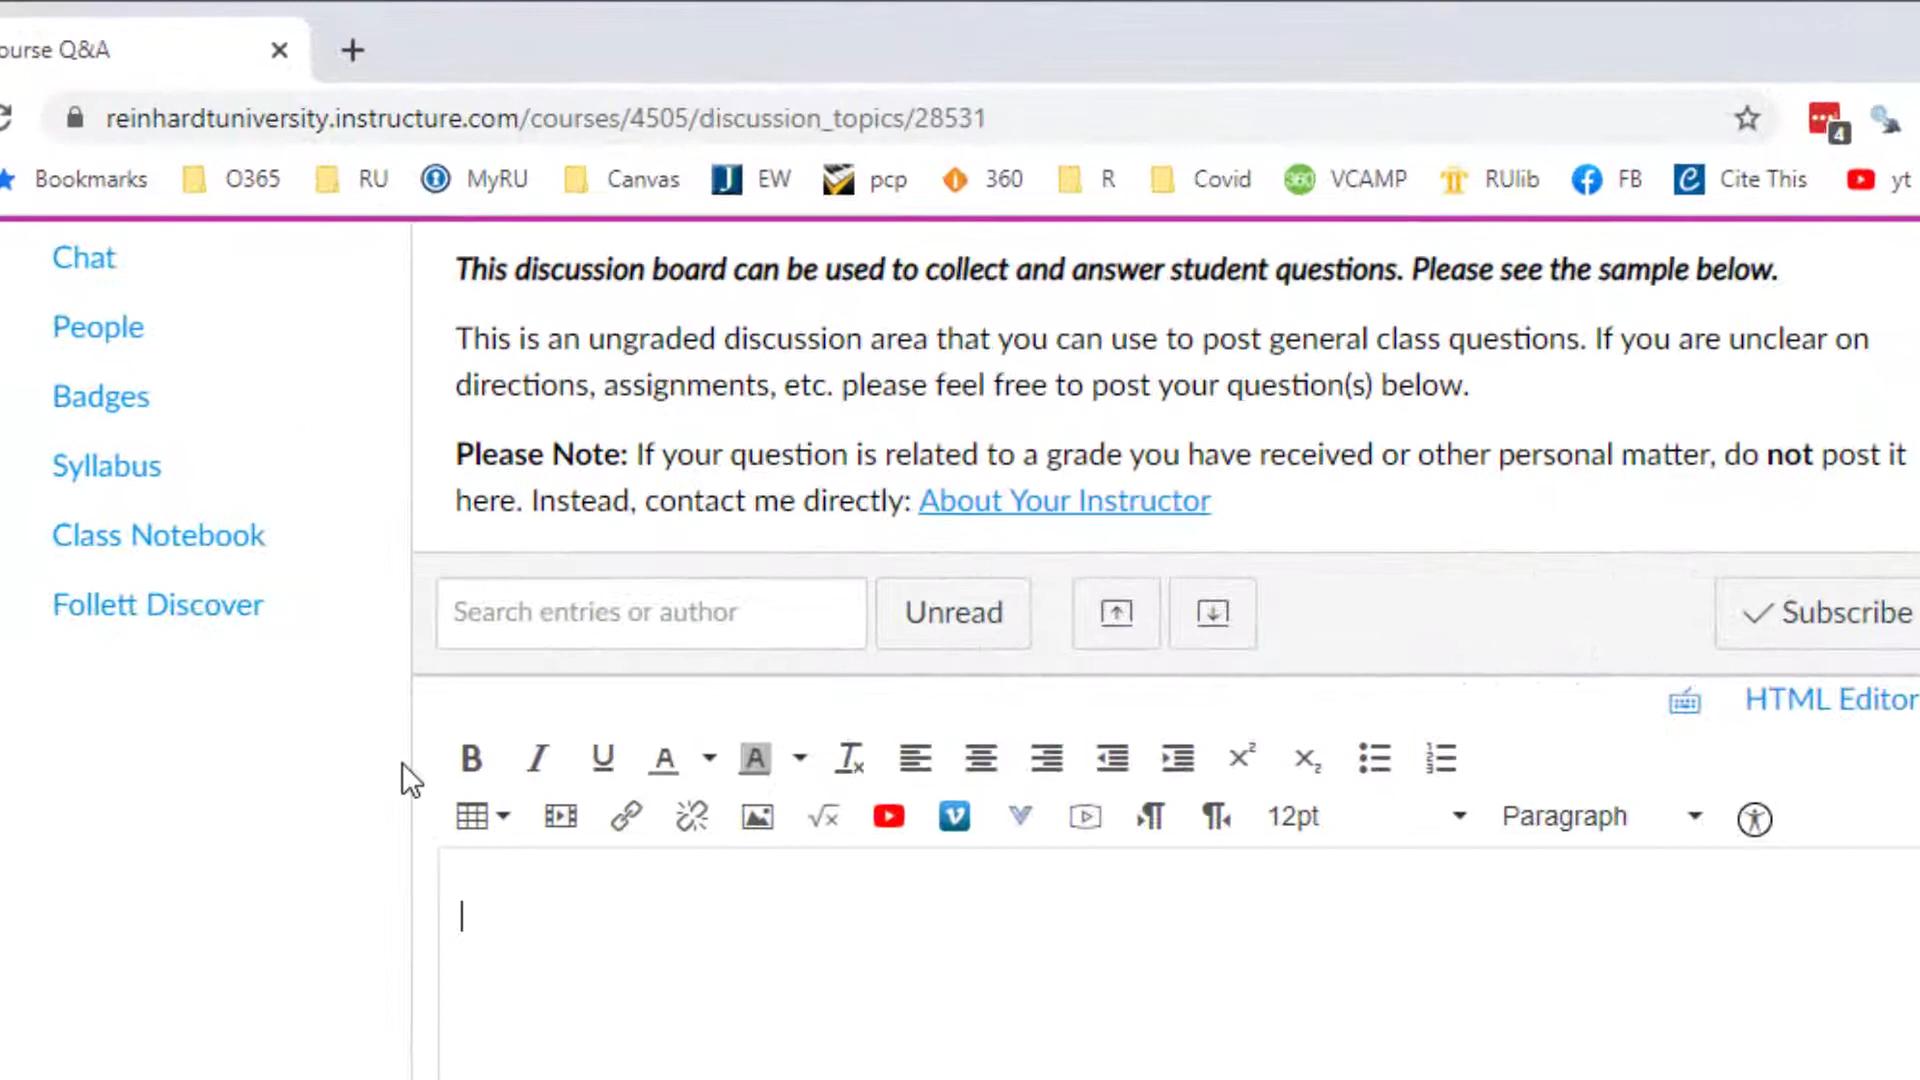 ourse Q&A
reinhardtuniversity.instructure.com/courses/4505/discussion_topics/28531
4
Bookmarks O365 RU MyRU Canvas J EW pcp 360 R Covid 360 VCAMP RUlib FB Cite This yt
Chat
People
Badges
Syllabus
Class Notebook
Follett Discover
This discussion board can be used to collect and answer student questions. Please see the sample below.
This is an ungraded discussion area that you can use to post general class questions. If you are unclear on
directions, assignments, etc. please feel free to post your question(s) below.
Please Note: If your question is related to a grade you have received or other personal matter, do not post it
here. Instead, contact me directly: About Your Instructor
Search entries or author Unread Subscribe
HTML Editor
12pt Paragraph